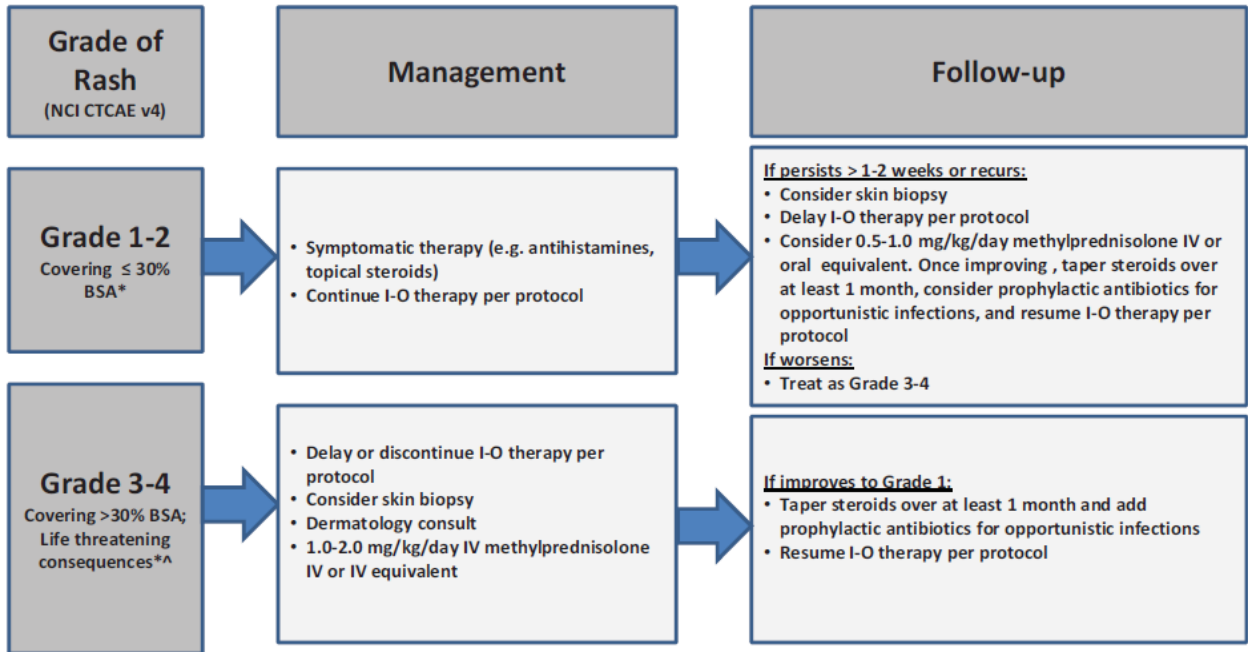 Grade of
Rash
(NCI CTCAE v4)
Management
Follow-up
Grade 1-2
Covering ≤ 30%
BSA*
• Symptomatic therapy (e.g. antihistamines,
topical steroids)
• Continue I-O therapy per protocol
If persists > 1-2 weeks or recurs:
• Consider skin biopsy
• Delay I-O therapy per protocol
• Consider 0.5-1.0 mg/kg/day methylprednisolone IV or
oral equivalent. Once improving , taper steroids over
at least 1 month, consider prophylactic antibiotics for
opportunistic infections, and resume I-O therapy per
protocol
If worsens:
• Treat as Grade 3-4
Grade 3-4
Covering >30% BSA;
Life threatening
consequences*^
• Delay or discontinue I-O therapy per
protocol
• Consider skin biopsy
• Dermatology consult
• 1.0-2.0 mg/kg/day IV methylprednisolone
IV or IV equivalent
If improves to Grade 1:
• Taper steroids over at least 1 month and add
prophylactic antibiotics for opportunistic infections
• Resume I-O therapy per protocol